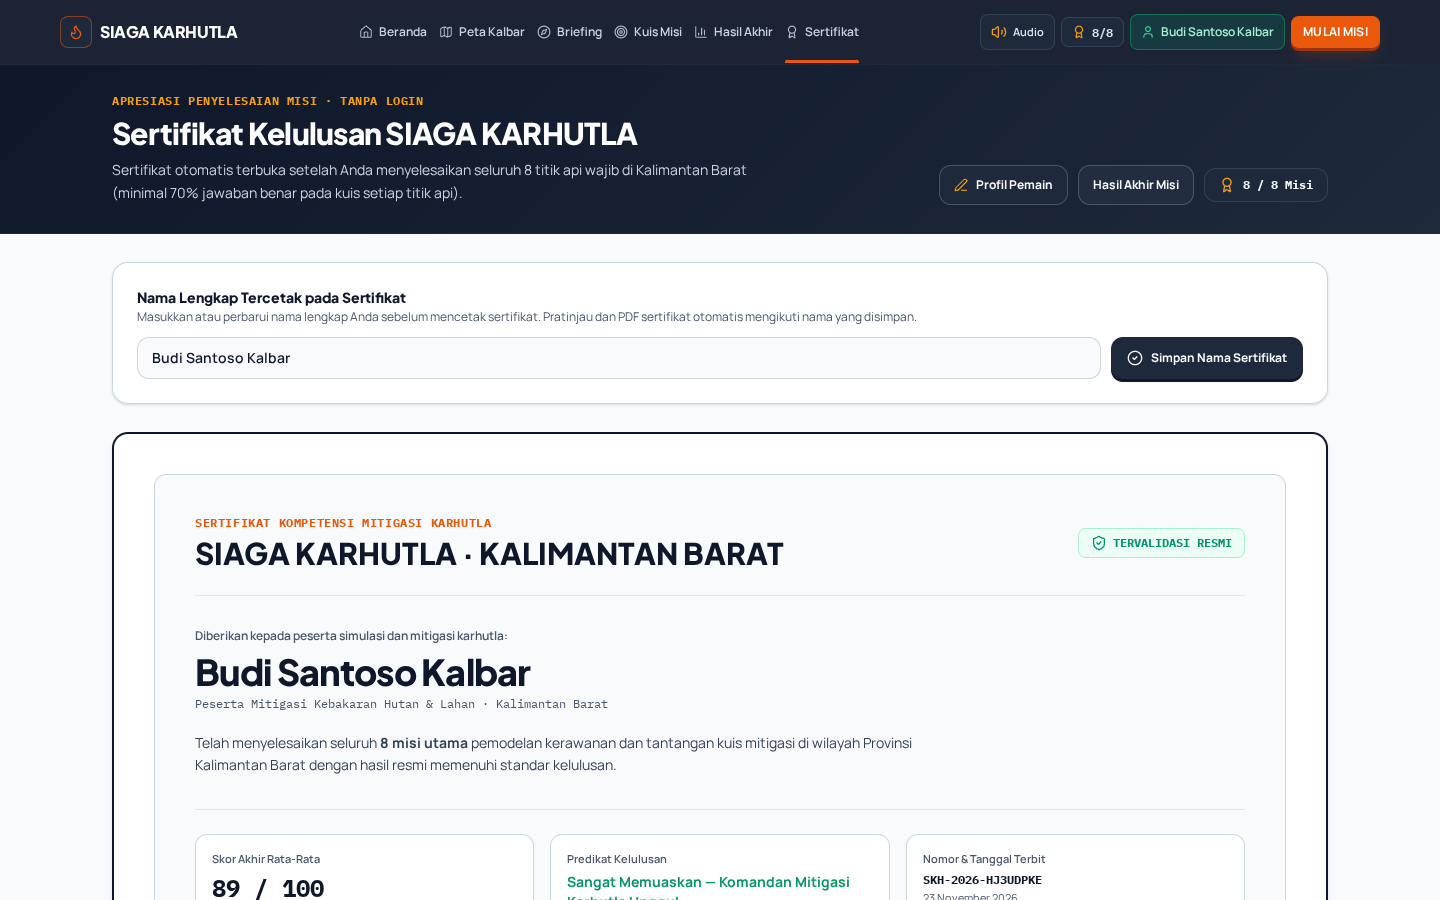 SIAGA KARHUTLA
Beranda
Peta Kalbar
Briefing
Kuis Misi
Hasil Akhir
Sertifikat
Audio
8/8
Budi Santoso Kalbar
MULAI MISI
APRESIASI PENYELESAIAN MISI · TANPA LOGIN
Sertifikat Kelulusan SIAGA KARHUTLA
Sertifikat otomatis terbuka setelah Anda menyelesaikan seluruh 8 titik api wajib di Kalimantan Barat
(minimal 70% jawaban benar pada kuis setiap titik api).
Profil Pemain
Hasil Akhir Misi
8 / 8 Misi
Nama Lengkap Tercetak pada Sertifikat
Masukkan atau perbarui nama lengkap Anda sebelum mencetak sertifikat. Pratinjau dan PDF sertifikat otomatis mengikuti nama yang disimpan.
Budi Santoso Kalbar
Simpan Nama Sertifikat
SERTIFIKAT KOMPETENSI MITIGASI KARHUTLA
SIAGA KARHUTLA · KALIMANTAN BARAT
TERVALIDASI RESMI
Diberikan kepada peserta simulasi dan mitigasi karhutla:
Budi Santoso Kalbar
Peserta Mitigasi Kebakaran Hutan & Lahan · Kalimantan Barat
Telah menyelesaikan seluruh 8 misi utama pemodelan kerawanan dan tantangan kuis mitigasi di wilayah Provinsi
Kalimantan Barat dengan hasil resmi memenuhi standar kelulusan.
Skor Akhir Rata-Rata
89 / 100
Predikat Kelulusan
Sangat Memuaskan — Komandan Mitigasi
Karhutla Unggul
Nomor & Tanggal Terbit
SKH-2026-HJ3UDPKE
23 November 2026